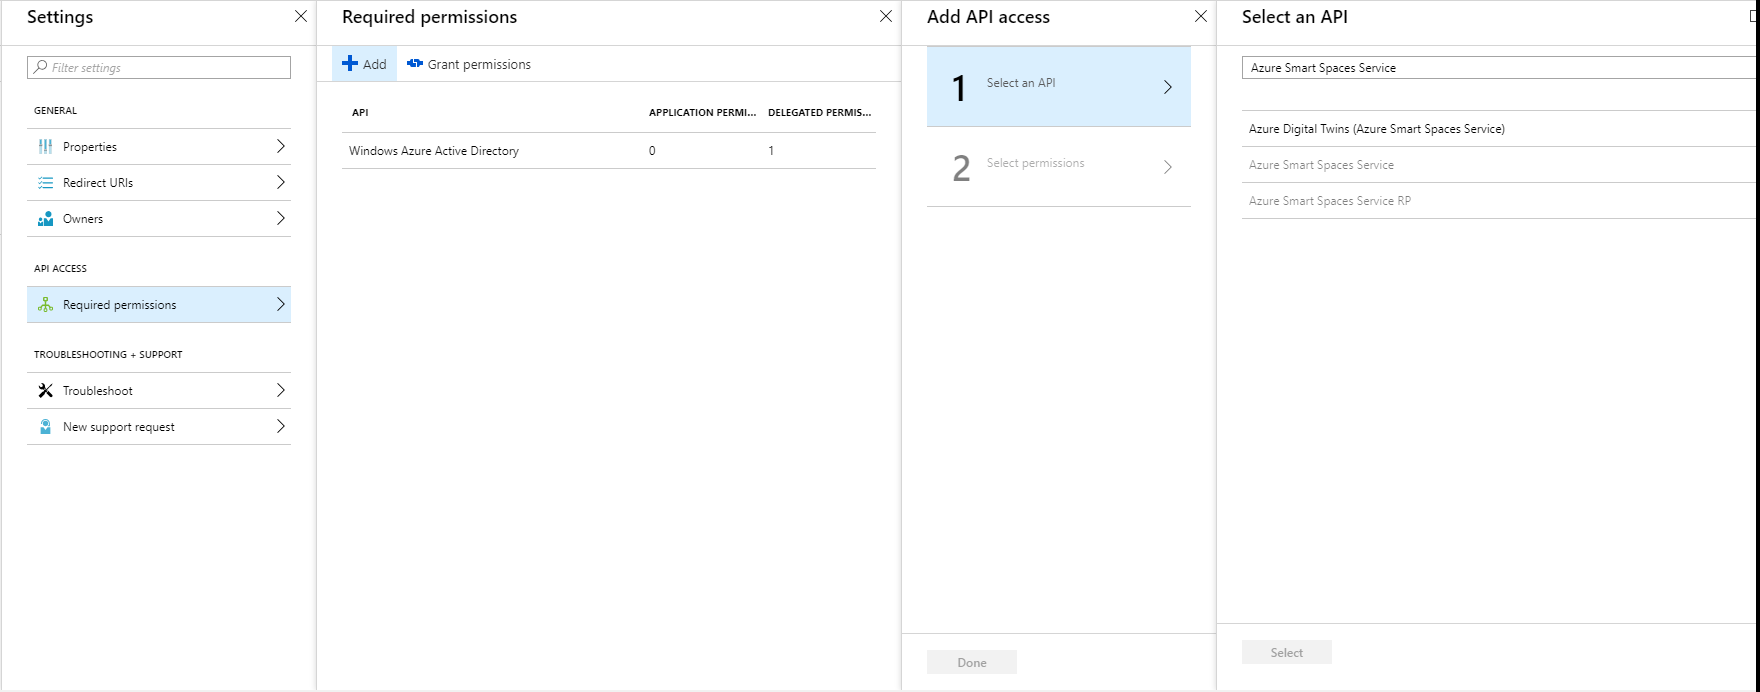 Settings
Filter settings
GENERAL
Properties
Redirect URIs
Owners
API ACCESS
Required permissions
TROUBLESHOOTING + SUPPORT
Troubleshoot
New support request
Required permissions
Add Grant permissions
API APPLICATION PERMI... DELEGATED PERMIS...
Windows Azure Active Directory 0 1
Add API access
1 Select an API
2 Select permissions
Done
Select an API
Azure Smart Spaces Service
Azure Digital Twins (Azure Smart Spaces Service)
Azure Smart Spaces Service
Azure Smart Spaces Service RP
Select